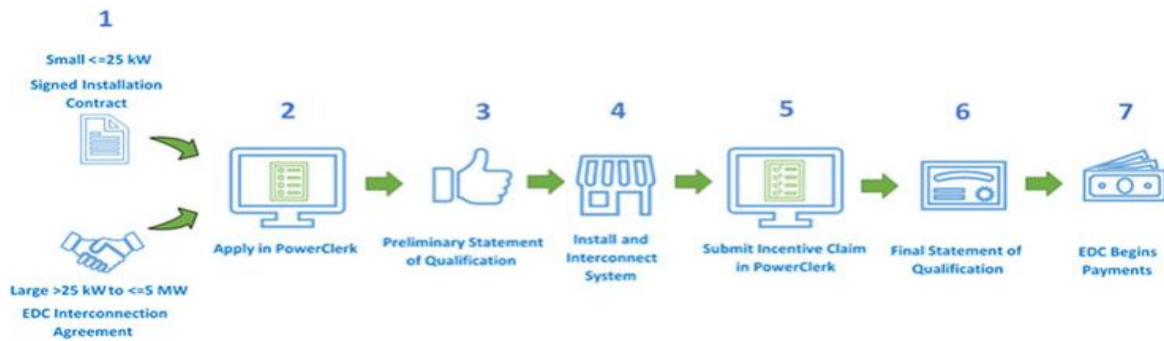 1
Small <=25 kW
Signed Installation
Contract
Large >25 kW to <=5 MW
EDC Interconnection
Agreement
2
Apply in PowerClerk
3
Preliminary Statement
of Qualification
4
Install and
Interconnect
System
5
Submit Incentive Claim
in PowerClerk
6
Final Statement of
Qualification
7
EDC Begins
Payments